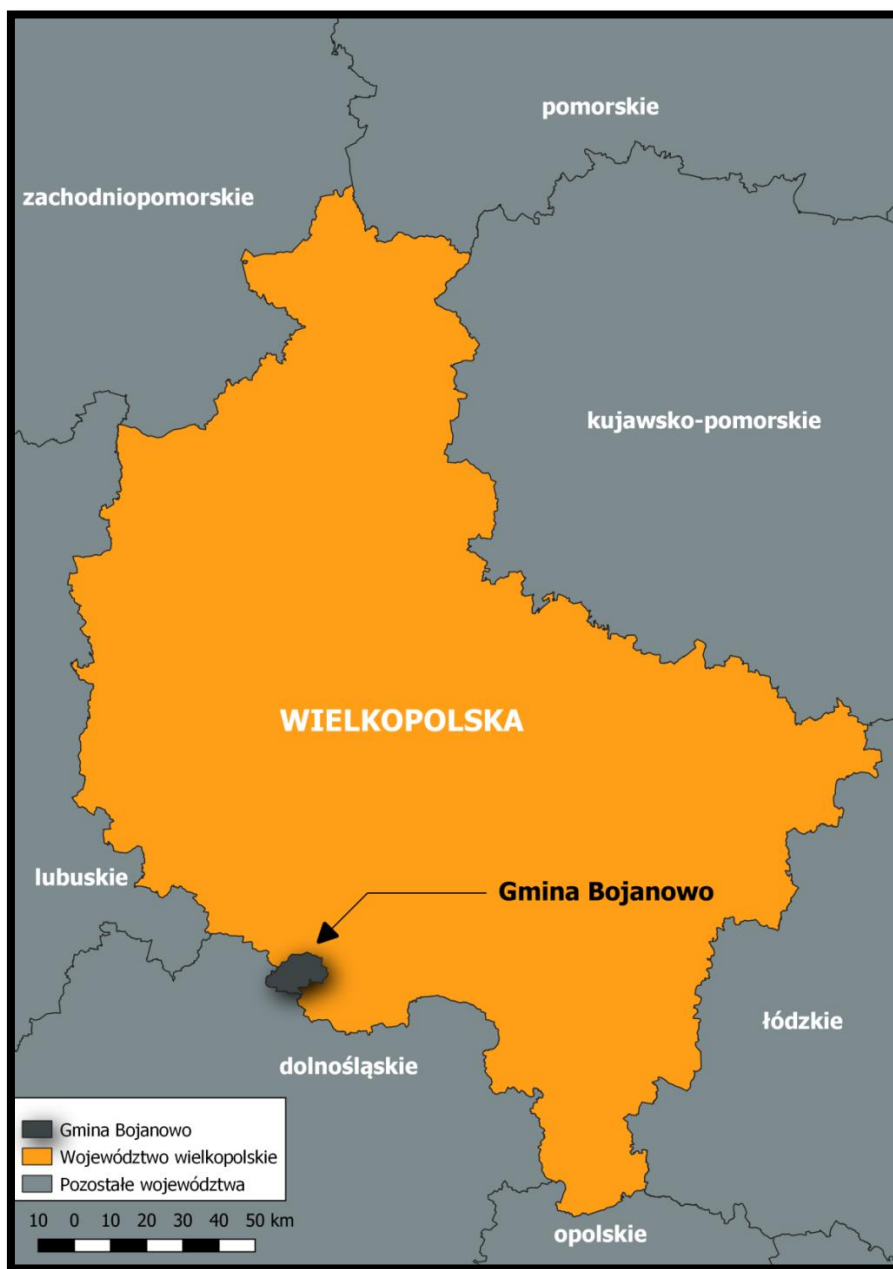 pomorskie
zachodniopomorskie
kujawsko-pomorskie
WIELKOPOLSKA
lubuskie
Gmina Bojanowo
łódzkie
dolnośląskie
Gmina Bojanowo
Województwo wielkopolskie
Pozostałe województwa
10 0 10 20 30 40 50 km
opolskie